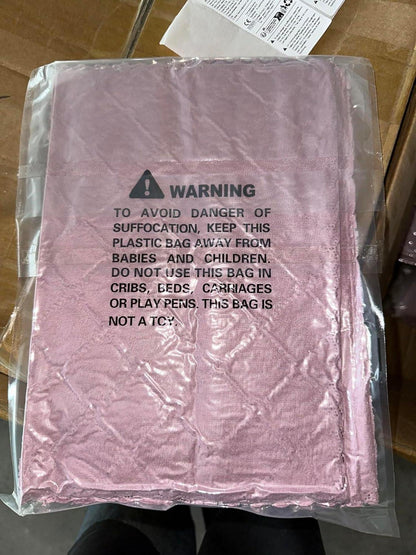 WARNING
TO AVOID DANGER OF
SUFFOCATION, KEEP THIS
PLASTIC BAG AWAY FROM
BABIES AND CHILDREN.
DO NOT USE THIS BAG IN
CRIBS, BEDS, CARRIAGES
OR PLAY PENS. THIS BAG IS
NOT A TOY.